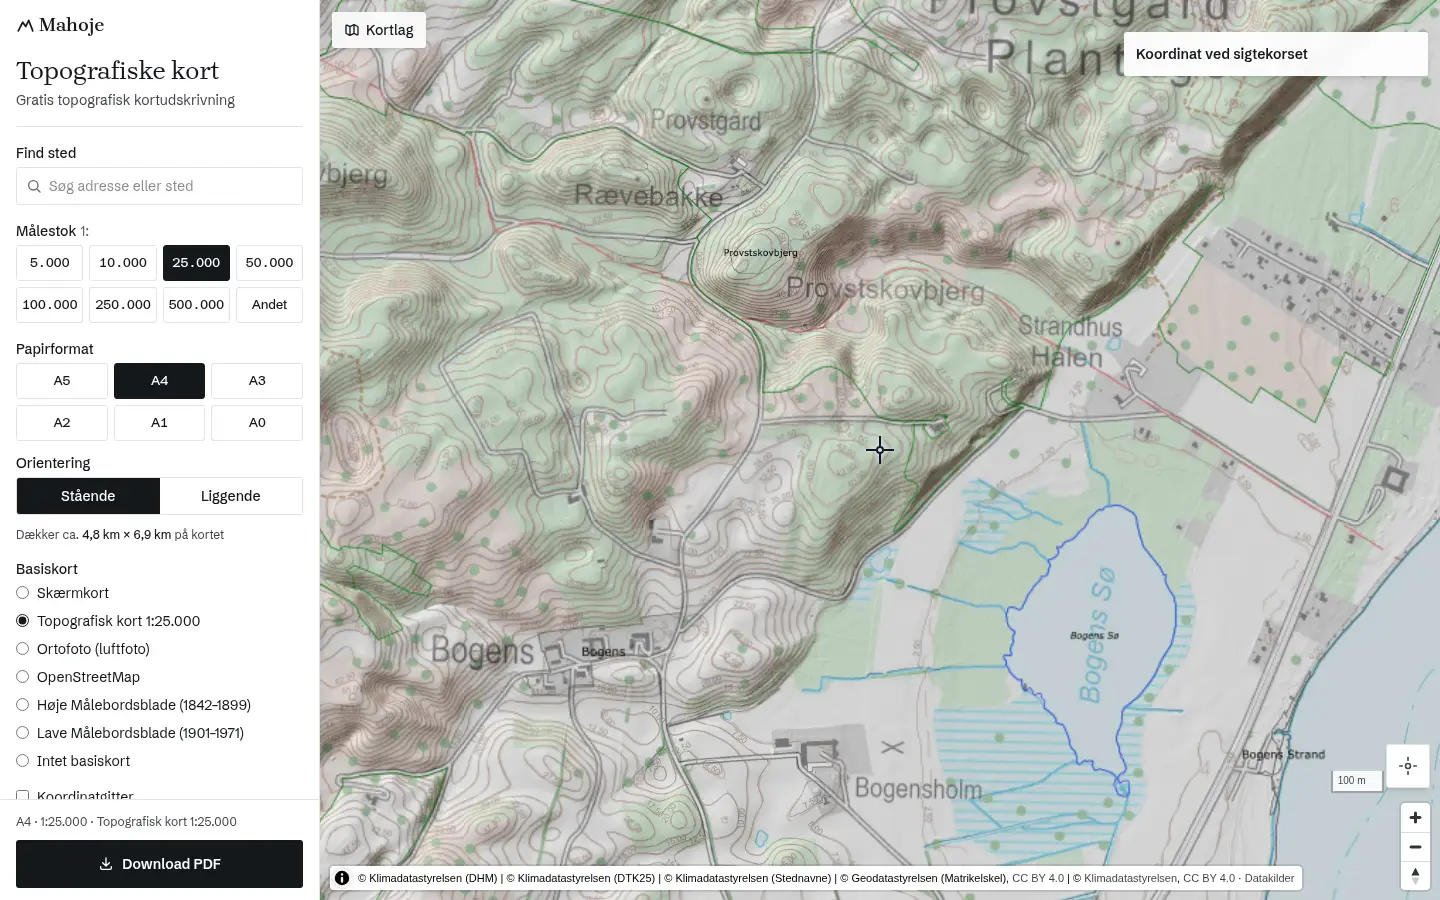 Mahoje
Topografiske kort
Gratis topografisk kortudskrivning
Find sted
Søg adresse eller sted
Målestok 1:
5.000
10.000
25.000
50.000
100.000
250.000
500.000
Andet
Papirformat
A5
A4
A3
A2
A1
A0
Orientering
Stående
Liggende
Dækker ca. 4,8 km × 6,9 km på kortet
Basiskort
Skærmkort
Topografisk kort 1:25.000
Ortofoto (luftfoto)
OpenStreetMap
Høje Målebordsblade (1842–1899)
Lave Målebordsblade (1901–1971)
Intet basiskort
Koordinatgitter
A4 · 1:25.000 · Topografisk kort 1:25.000
Download PDF
Kortlag
Koordinat ved sigtekorset
Provstgård
Provstgård
Rævebakke
Provstskovbjerg
Provstskovbjerg
Strandhus
Hålen
Bogens
Bogens
Bogens Sø
Bogens Sø
Bogensholm
Bogens Strand
100 m
© Klimadatastyrelsen (DHM) | © Klimadatastyrelsen (DTK25) | © Klimadatastyrelsen (Stednavne) | © Geodatastyrelsen (Matrikelskel), CC BY 4.0 | © Klimadatastyrelsen, CC BY 4.0 · Datakilder